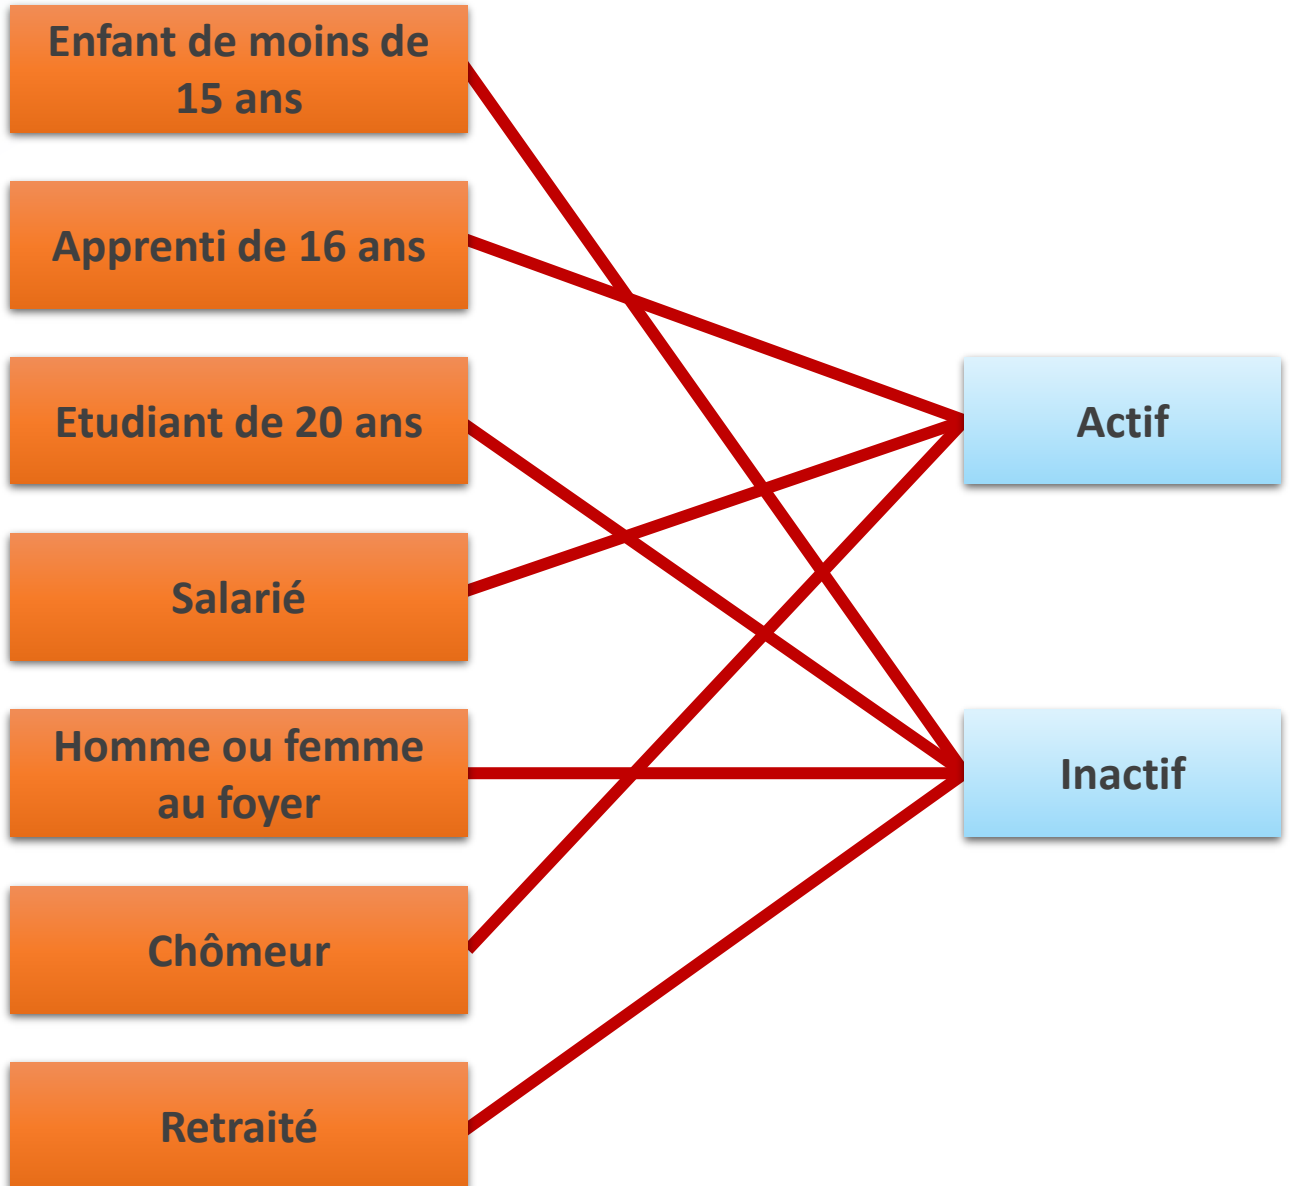 Enfant de moins de
15 ans
Apprenti de 16 ans
Etudiant de 20 ans
Actif
Salarié
Homme ou femme
au foyer
Inactif
Chômeur
Retraité